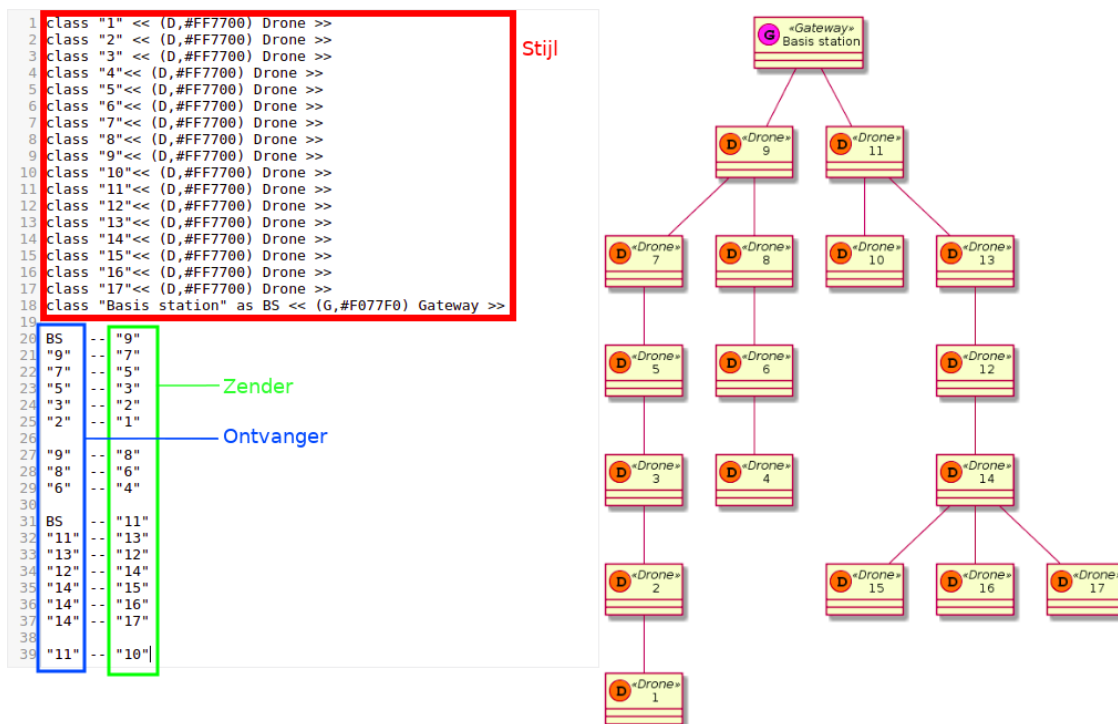 1 class "1" << (D,#FF7700) Drone >>
2 class "2" << (D,#FF7700) Drone >>
3 class "3" << (D,#FF7700) Drone >>
4 class "4"<< (D,#FF7700) Drone >>
5 class "5"<< (D,#FF7700) Drone >>
6 class "6"<< (D,#FF7700) Drone >>
7 class "7"<< (D,#FF7700) Drone >>
8 class "8"<< (D,#FF7700) Drone >>
9 class "9"<< (D,#FF7700) Drone >>
10 class "10"<< (D,#FF7700) Drone >>
11 class "11"<< (D,#FF7700) Drone >>
12 class "12"<< (D,#FF7700) Drone >>
13 class "13"<< (D,#FF7700) Drone >>
14 class "14"<< (D,#FF7700) Drone >>
15 class "15"<< (D,#FF7700) Drone >>
16 class "16"<< (D,#FF7700) Drone >>
17 class "17"<< (D,#FF7700) Drone >>
18 class "Basis station" as BS << (G,#F077F0) Gateway >>
19
20 BS -- "9"
21 "9" -- "7"
22 "7" -- "5"
23 "5" -- "3"
24 "3" -- "2"
25 "2" -- "1"
26
27 "9" -- "8"
28 "8" -- "6"
29 "6" -- "4"
30
31 BS -- "11"
32 "11" -- "13"
33 "13" -- "12"
34 "12" -- "14"
35 "14" -- "15"
36 "14" -- "16"
37 "14" -- "17"
38
39 "11" -- "10"
Stijl
Zender
Ontvanger
G «Gateway»
Basis station
D «Drone»
9
D «Drone»
11
D «Drone»
7
D «Drone»
8
D «Drone»
10
D «Drone»
13
D «Drone»
5
D «Drone»
6
D «Drone»
12
D «Drone»
3
D «Drone»
4
D «Drone»
14
D «Drone»
2
D «Drone»
15
D «Drone»
16
D «Drone»
17
D «Drone»
1